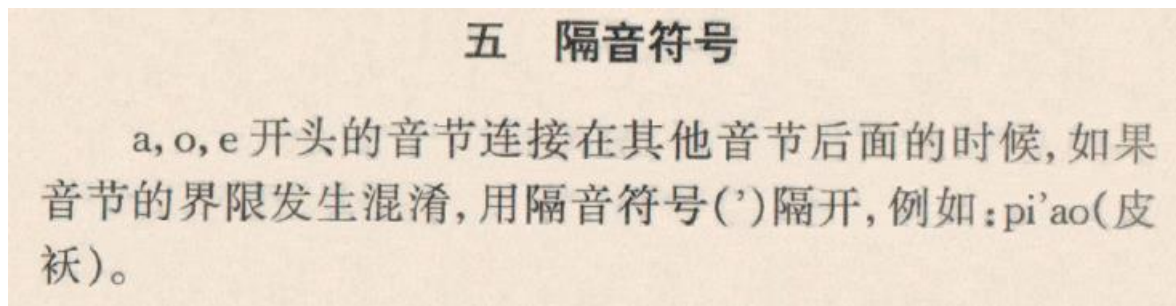 五 隔音符号
a, o, e 开头的音节连接在其他音节后面的时候,如果
音节的界限发生混淆,用隔音符号(’)隔开,例如:pi’ao(皮
袄)。